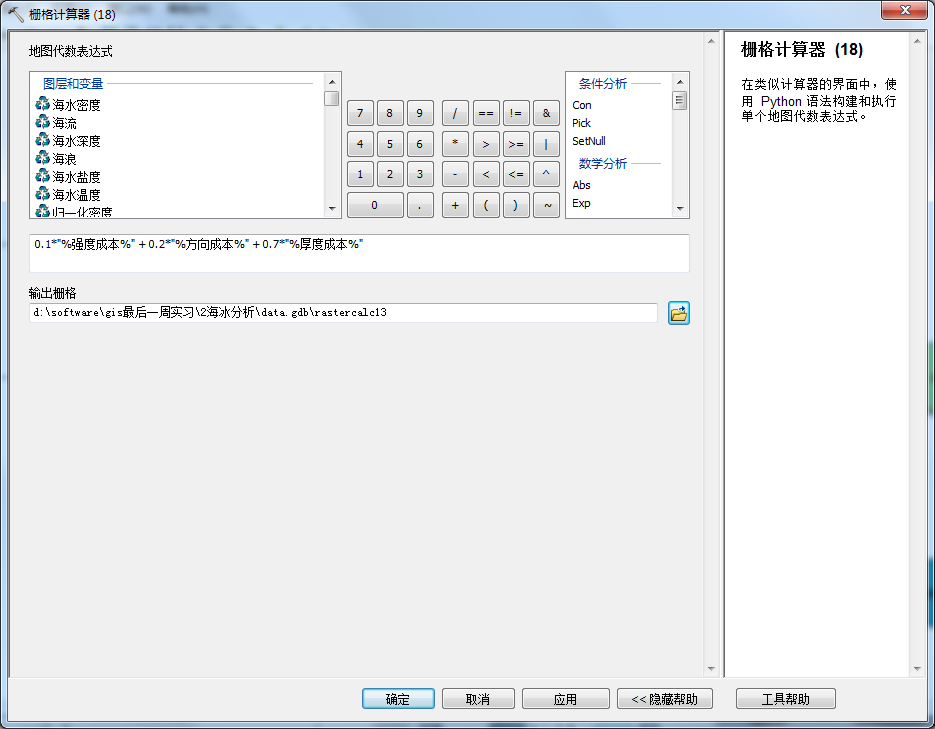 栅格计算器 (18)
地图代数表达式
图层和变量
海水密度
海流
海水深度
海浪
海水盐度
海水温度
归一化密度
7 8 9 / == != &
4 5 6 * > >= |
1 2 3 - < <= ^
0 . + ( ) ~
条件分析
Con
Pick
SetNull
数学分析
Abs
Exp
0.1*"%强度成本%" + 0.2*"%方向成本%" + 0.7*"%厚度成本%"
输出栅格
d:\software\gis最后一周实习\2海冰分析\data.gdb\rastercalc13
确定
取消
应用
<< 隐藏帮助
工具帮助
栅格计算器 (18)
在类似计算器的界面中，使
用 Python 语法构建和执行
单个地图代数表达式。